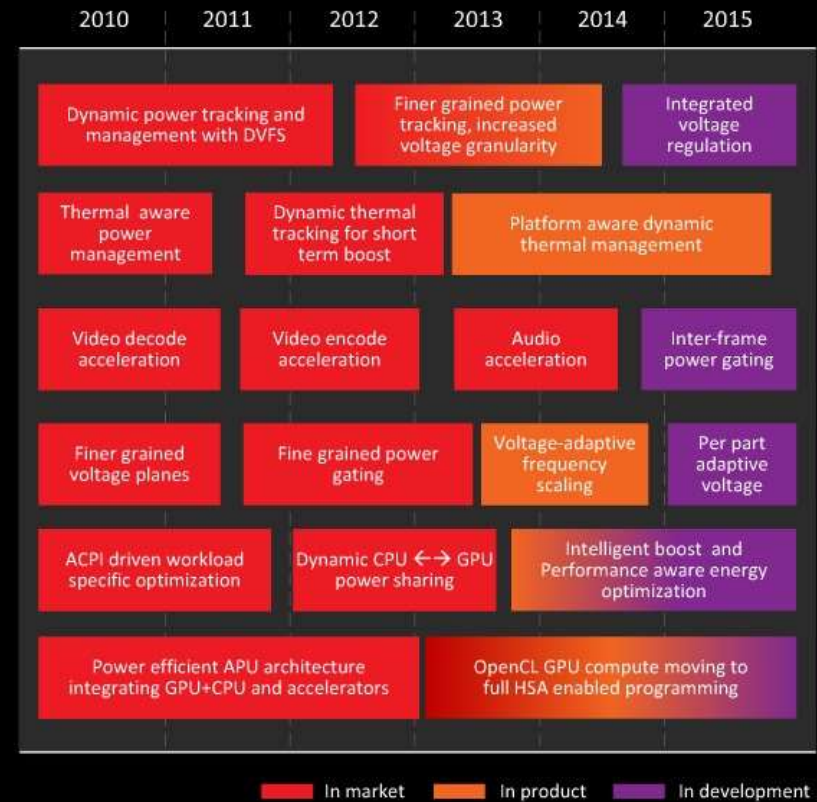 2010 2011 2012 2013 2014 2015
Dynamic power tracking and
management with DVFS
Finer grained power
tracking, increased
voltage granularity
Integrated
voltage
regulation
Thermal aware
power
management
Dynamic thermal
tracking for short
term boost
Platform aware dynamic
thermal management
Video decode
acceleration
Video encode
acceleration
Audio
acceleration
Inter-frame
power gating
Finer grained
voltage planes
Fine grained power
gating
Voltage-adaptive
frequency
scaling
Per part
adaptive
voltage
ACPI driven workload
specific optimization
Dynamic CPU ←→ GPU
power sharing
Intelligent boost and
Performance aware energy
optimization
Power efficient APU architecture
integrating GPU+CPU and accelerators
OpenCL GPU compute moving to
full HSA enabled programming
In market In product In development